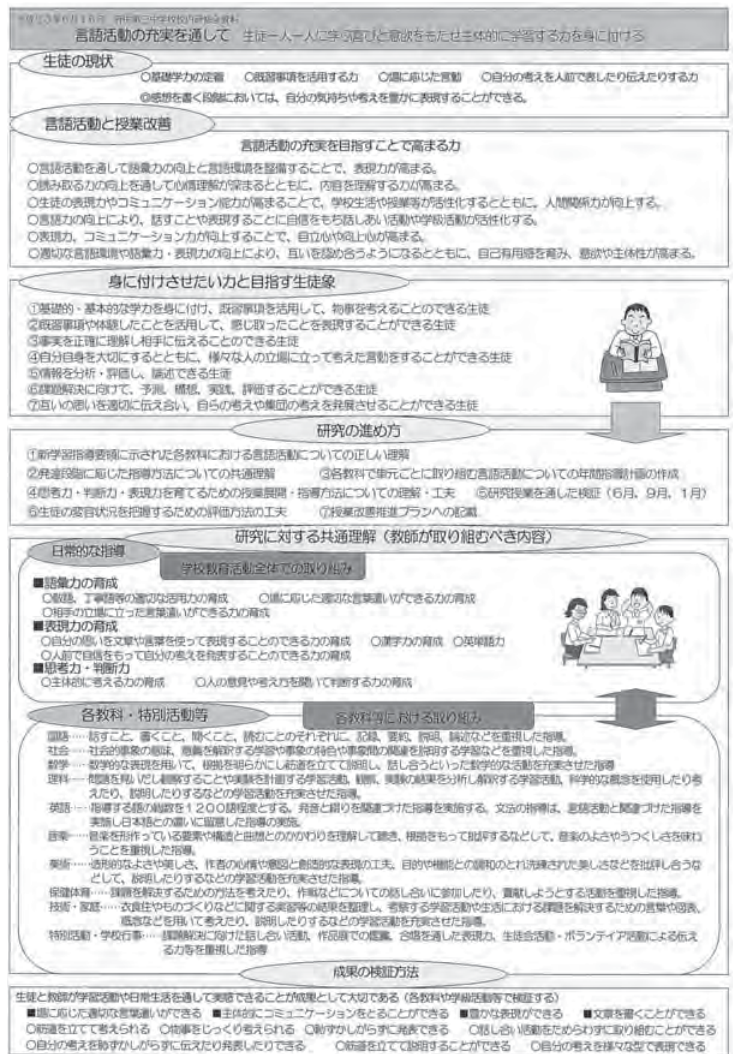 言語活動の充実を通して 生徒一人一人に学ぶ喜びと意欲をもたせ主体的に学習する力を身に付ける
生徒の現状
○基礎学力の定着 ○既習事項を活用する力 ○場に応じた言動 ○自分の考えを人前で表したり伝えたりする力
◎感想を書く段階においては、自分の気持ちや考えを豊かに表現することができる。
言語活動と授業改善
言語活動の充実を目指すことで高まる力
○言語活動を通して語彙力の向上と言語環境を整備することで、表現力が高まる。
○読み取る力の向上を通して心情理解が深まるとともに、内容を理解する力が高まる。
○生徒の表現力やコミュニケーション能力が高まることで、学校生活や授業等が活性化するとともに、人間関係力が向上する。
○言語力の向上により、話すことや表現することに自信をもち話しあい活動や学級活動が活性化する。
○表現力、コミュニケーション力が向上することで、自立心や向上心が高まる。
○適切な言語環境や語彙力・表現力の向上により、互いを認め合うようになるとともに、自己有用感を育み、意欲や主体性が高まる。
身に付けさせたい力と目指す生徒象
①基礎的・基本的な学力を身に付け、既習事項を活用して、物事を考えることのできる生徒
②既習事項や体験したことを活用して、感じ取ったことを表現することができる生徒
③事実を正確に理解し相手に伝えることのできる生徒
④自分自身を大切にするとともに、様々な人の立場に立って考えた言動をすることができる生徒
⑤情報を分析・評価し、論述できる生徒
⑥課題解決に向けて、予測、構想、実践、評価することができる生徒
⑦互いの思いを適切に伝え合い、自らの考えや集団の考えを発展させることができる生徒
研究の進め方
①新学習指導要領に示された各教科における言語活動についての正しい理解
②発達段階に応じた指導方法についての共通理解 ③各教科で単元ごとに取り組む言語活動についての年間指導計画の作成
④思考力・判断力・表現力を育てるための授業展開・指導方法についての理解・工夫 ⑤研究授業を通した検証（6月、9月、1月）
⑥生徒の変容状況を把握するための評価方法の工夫 ⑦授業改善推進プランへの記載
研究に対する共通理解（教師が取り組むべき内容）
日常的な指導
学校教育活動全体での取り組み
■語彙力の育成
○敬語、丁寧語等の適切な活用力の育成 ○場に応じた適切な言葉遣いができる力の育成
○相手の立場に立った言葉遣いができる力の育成
■表現力の育成
○自分の思いを文章や言葉を使って表現することのできる力の育成 ○漢字力の育成 ○英単語力
○人前で自信をもって自分の考えを発表することのできる力の育成
■思考力・判断力
○主体的に考える力の育成 ○人の意見や考え方を聞いて判断する力の育成
各教科・特別活動等
各教科等における取り組み
国語……話すこと、書くこと、聞くこと、読むことのそれぞれに、記録、要約、説明、論述などを重視した指導。
社会……社会的事象の意味、意義を解釈する学習や事象の特色や事象間の関連を説明する学習などを重視した指導。
数学……数学的な表現を用いて、根拠を明らかにし筋道を立てて説明し、話し合うといった数学的な活動を充実させた指導
理科……問題を見いだし観察することや実験を計画する学習活動、観察、実験の結果を分析し解釈する学習活動、科学的な概念を使用したり考
えたり、説明したりするなどの学習活動を充実させた指導。
英語……指導する語の総数を１２００語程度とする。発音と綴りを関連づけた指導を実施する。文法の指導は、言語活動と関連づけた指導を
実施し日本語との違いに留意した指導の実施。
音楽……音楽を形作っている要素や構造と曲想とのかかわりを理解して聴き、根拠をもって批評するなどして、音楽のよさやうつくしさを味わ
うことを重視した指導。
美術……造形的なよさや美しさ、作者の心情や意図と創造的な表現の工夫、目的や機能との調和のとれ洗練された美しさなどを批評し合うな
どして、説明したりするなどの学習活動を充実させた指導。
保健体育……課題を解決するための方法を考えたり、作戦などについての話し合いに参加したり、貢献しようとする活動を重視した指導。
技術・家庭……衣食住やものづくりなどに関する実習等の結果を整理し、考察する学習活動や生活における課題を解決するための言葉や図表、
概念などを用いて考えたり、説明したりするなどの学習活動を充実させた指導。
特別活動・学校行事……課題解決に向けた話し合い活動、作品展での鑑賞、合唱を通した表現力、生徒会活動・ボランティア活動による伝え
る力等を重視した指導
成果の検証方法
生徒と教師が学習活動や日常生活を通して実感できることが成果として大切である（各教科や学級活動等で検証する）
■場に応じた適切な言葉遣いができる ■主体的にコミュニケーションをとることができる ■豊かな表現ができる ■文章を書くことができる
○筋道を立てて考えられる ○物事をじっくり考えられる ○恥ずかしがらずに発表できる ○話し合い活動をためらわずに取り組むことができる
○自分の考えを恥ずかしがらずに伝えたり発表したりできる ○筋道を立てて説明することができる ○自分の考えを様々な型で表現できる